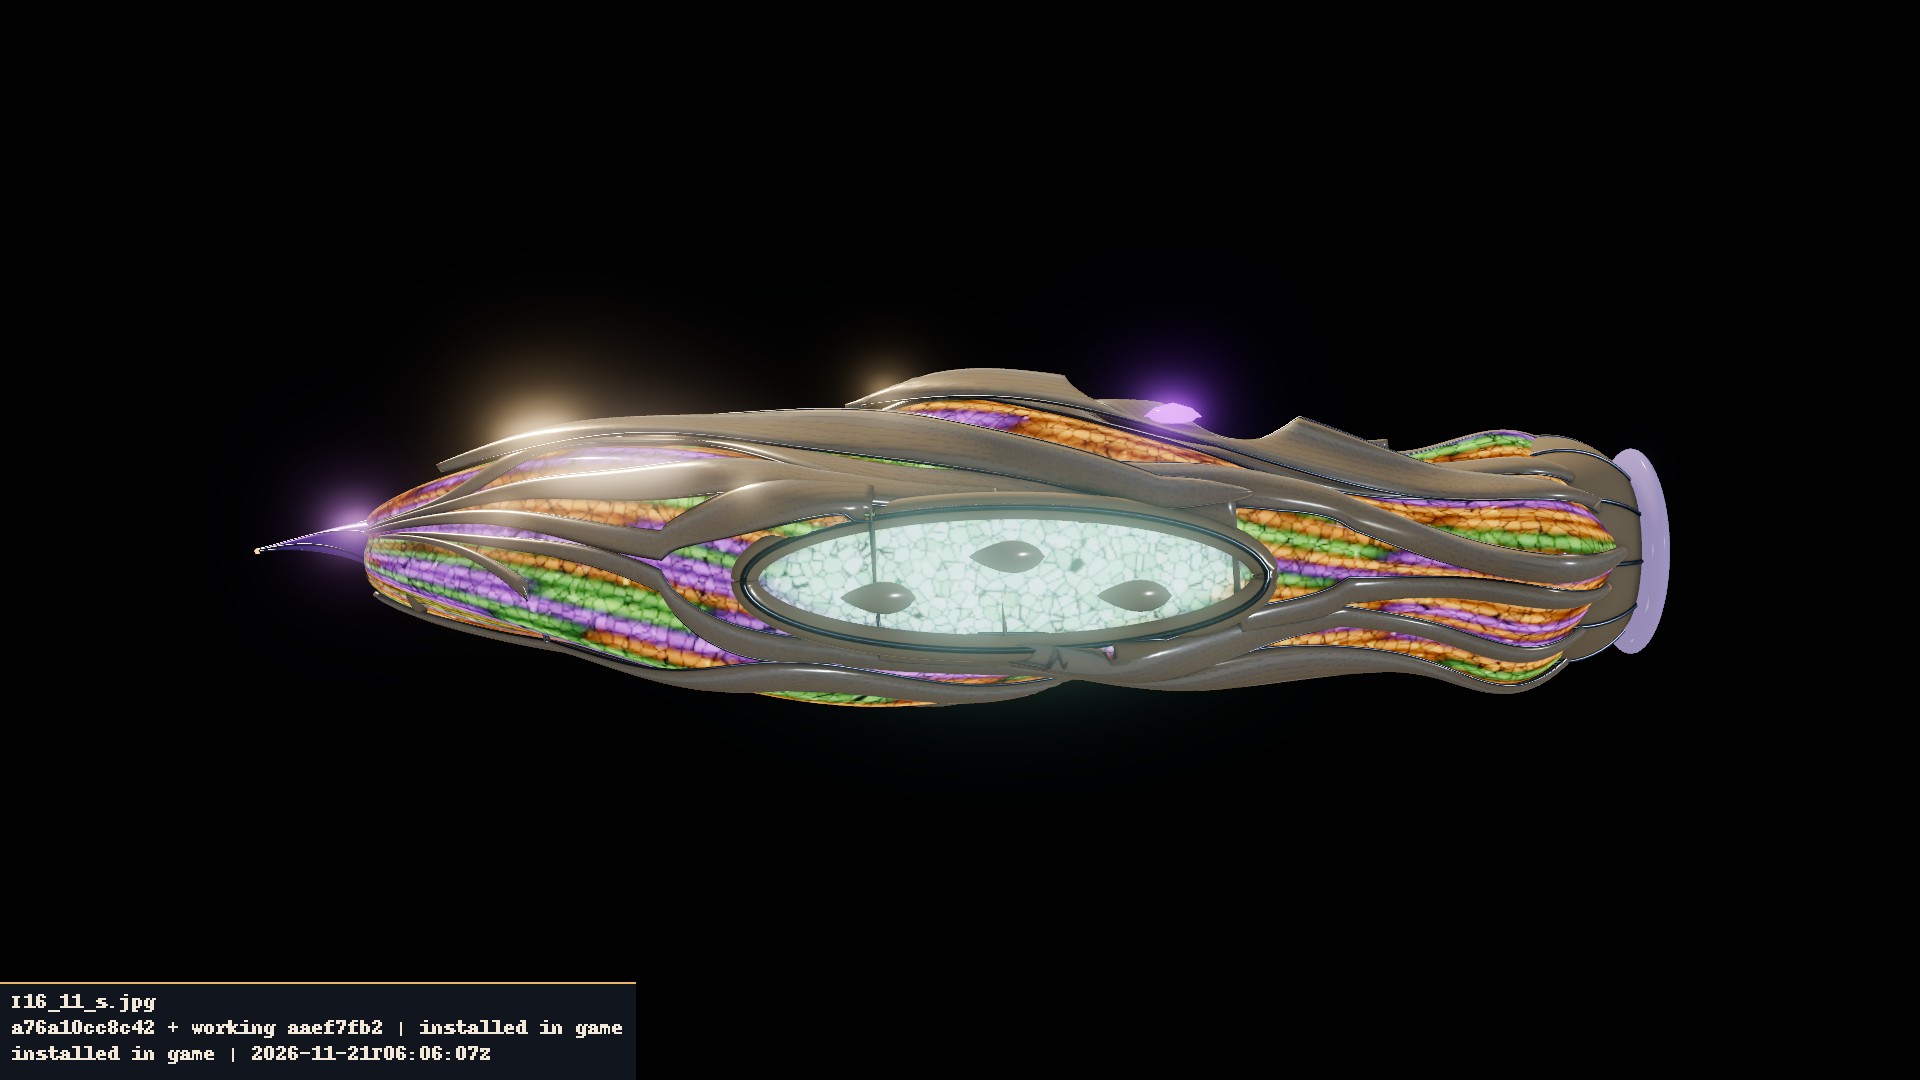 I16_11_s.jpg
a76a10cc8c42 + working aaef7fb2 | installed in game
installed in game | 2026-11-21T06:06:07Z